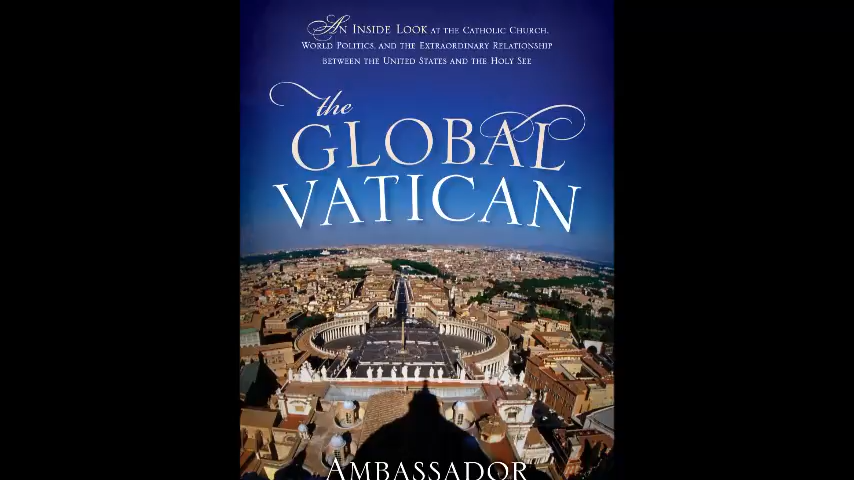 An Inside Look at the Catholic Church,
World Politics, and the Extraordinary Relationship
between the United States and the Holy See
the
GLOBAL
VATICAN
AMBASSADOR